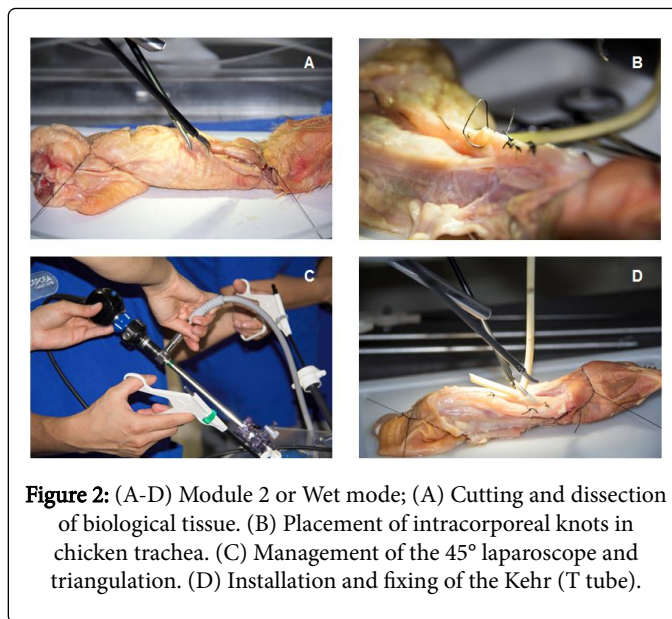 A
B
C
D
Figure 2: (A-D) Module 2 or Wet mode; (A) Cutting and dissection
of biological tissue. (B) Placement of intracorporeal knots in
chicken trachea. (C) Management of the 45° laparoscope and
triangulation. (D) Installation and fixing of the Kehr (T tube).